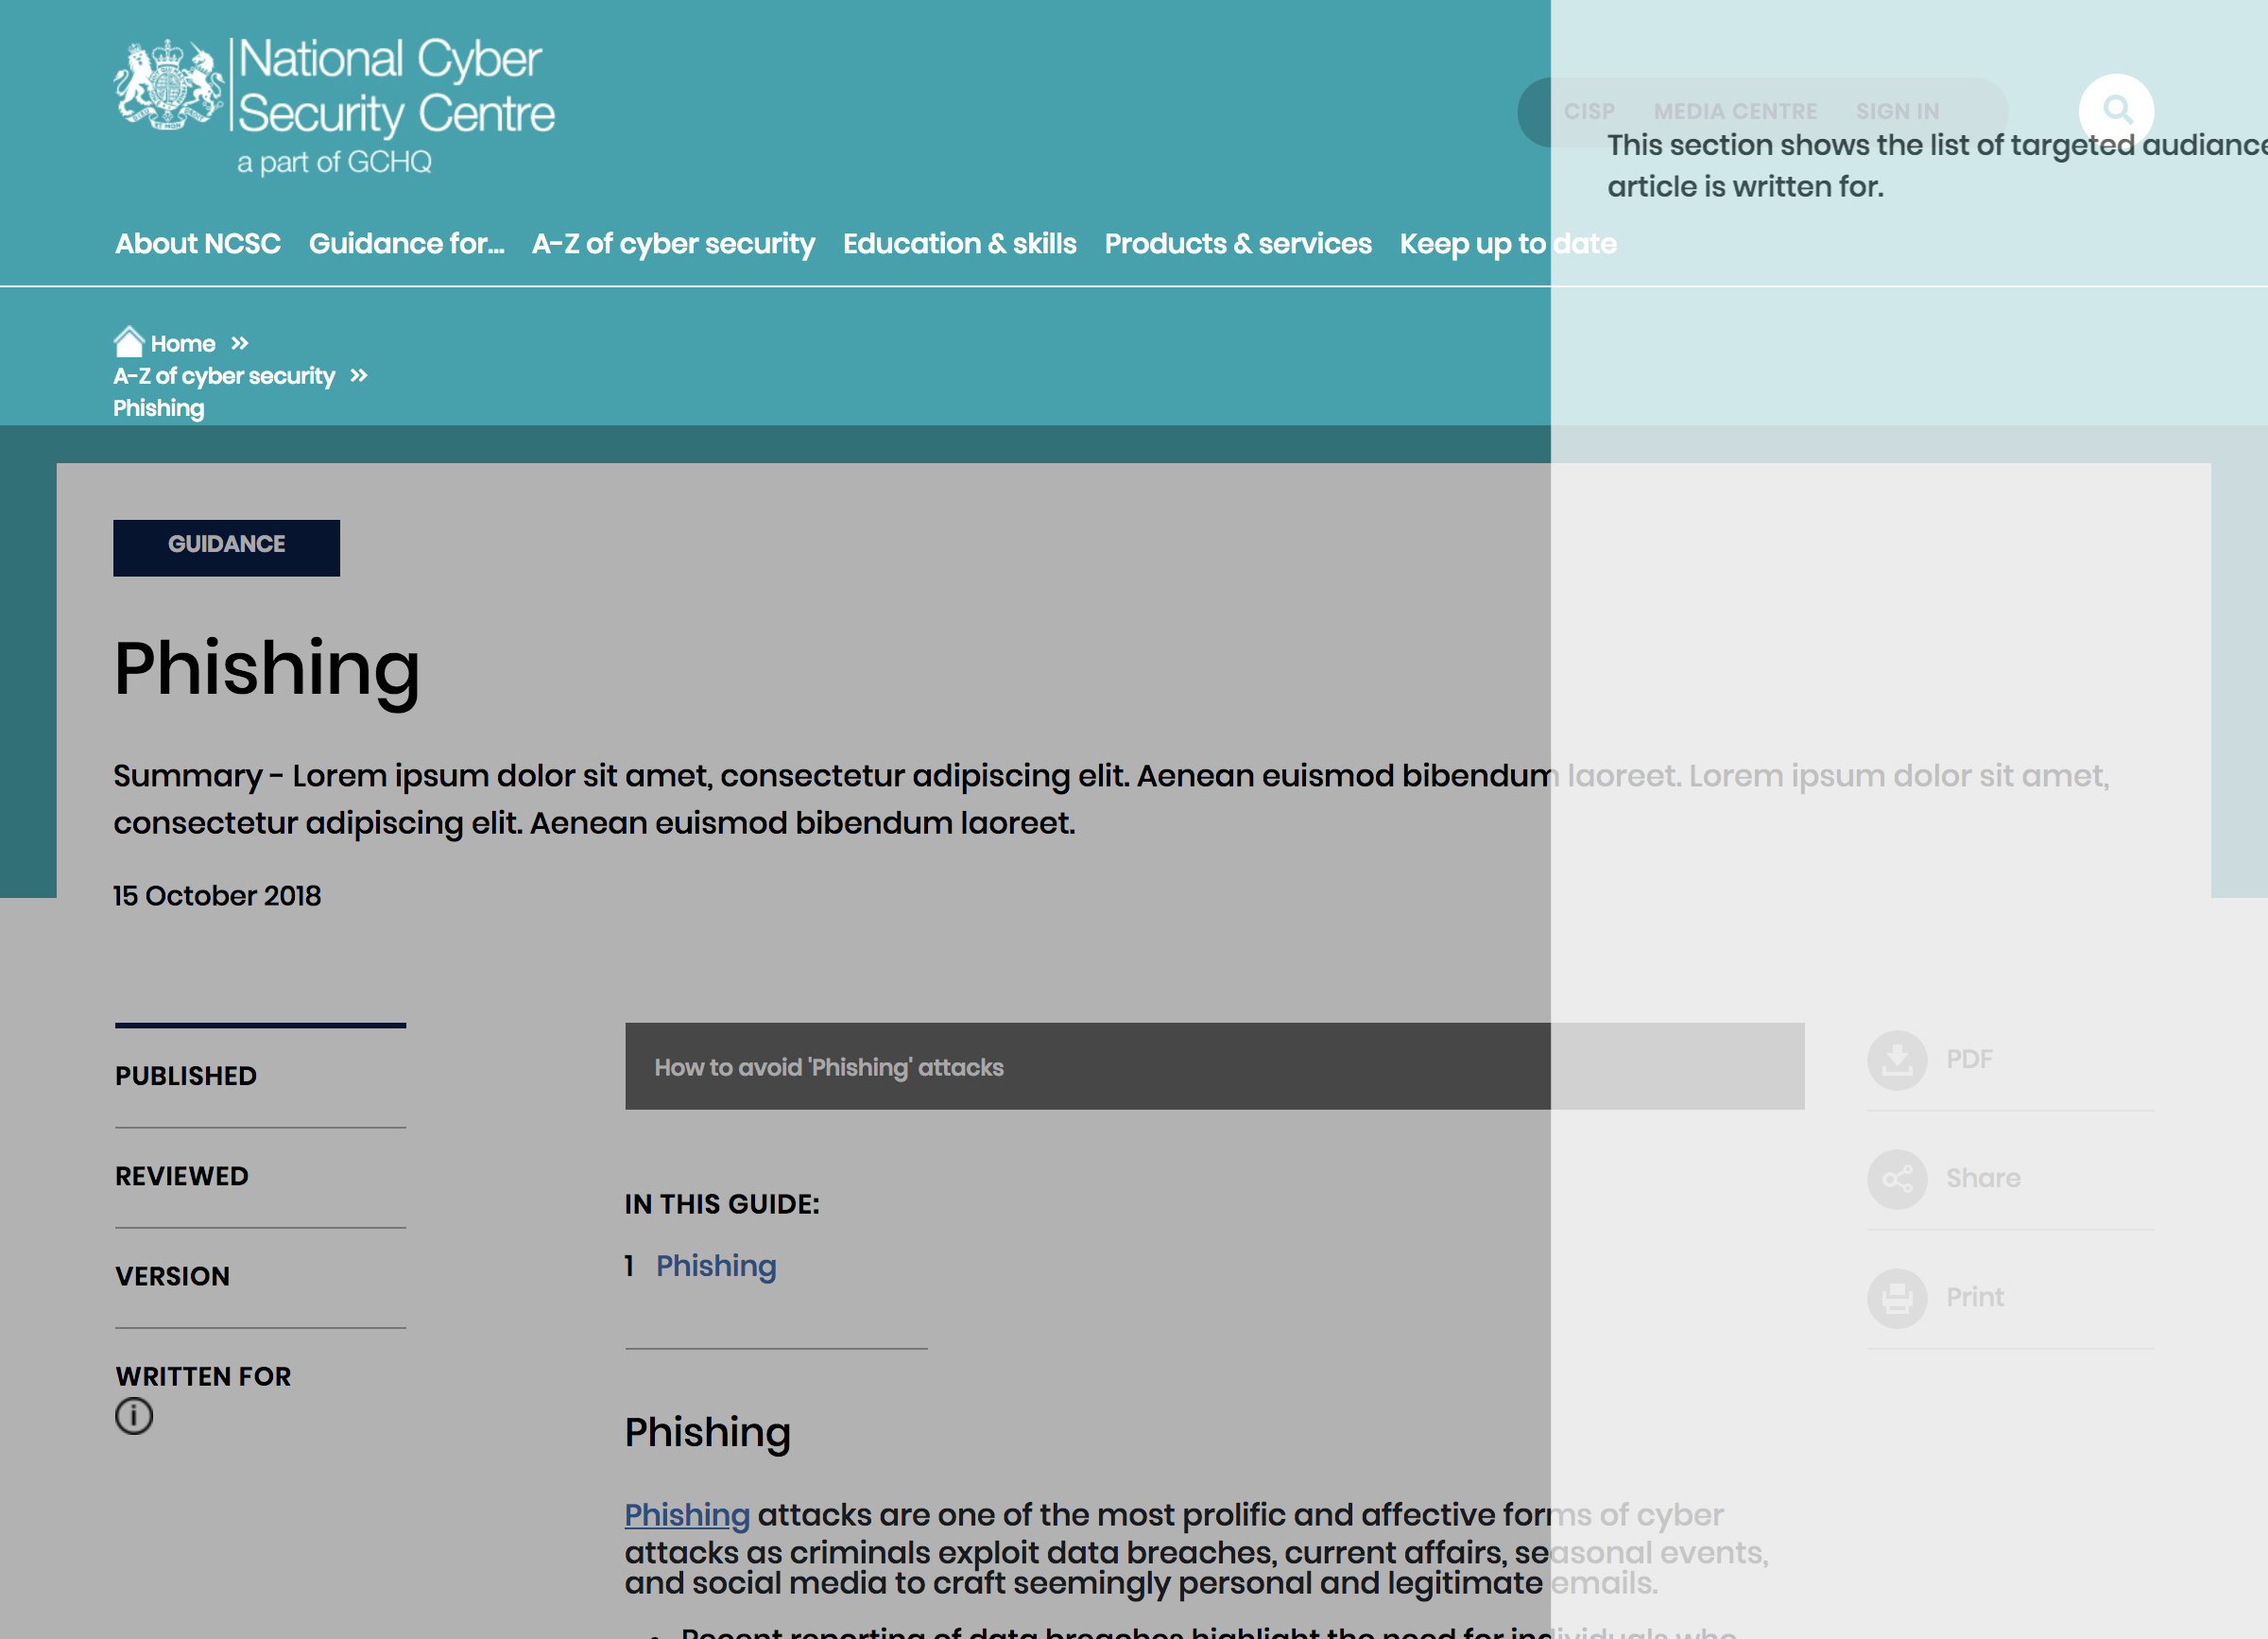 National Cyber
Security Centre
a part of GCHQ
CISP MEDIA CENTRE SIGN IN
This section shows the list of targeted audiance
article is written for.
About NCSC Guidance for... A-Z of cyber security Education & skills Products & services Keep up to date
Home »
A-Z of cyber security »
Phishing
GUIDANCE
Phishing
Summary - Lorem ipsum dolor sit amet, consectetur adipiscing elit. Aenean euismod bibendum laoreet. Lorem ipsum dolor sit amet,
consectetur adipiscing elit. Aenean euismod bibendum laoreet.
15 October 2018
PUBLISHED
REVIEWED
VERSION
WRITTEN FOR
How to avoid 'Phishing' attacks
IN THIS GUIDE:
1 Phishing
Phishing
Phishing attacks are one of the most prolific and affective forms of cyber
attacks as criminals exploit data breaches, current affairs, seasonal events,
and social media to craft seemingly personal and legitimate emails.
• Recent reporting of data breaches highlight the need for individuals who
PDF
Share
Print